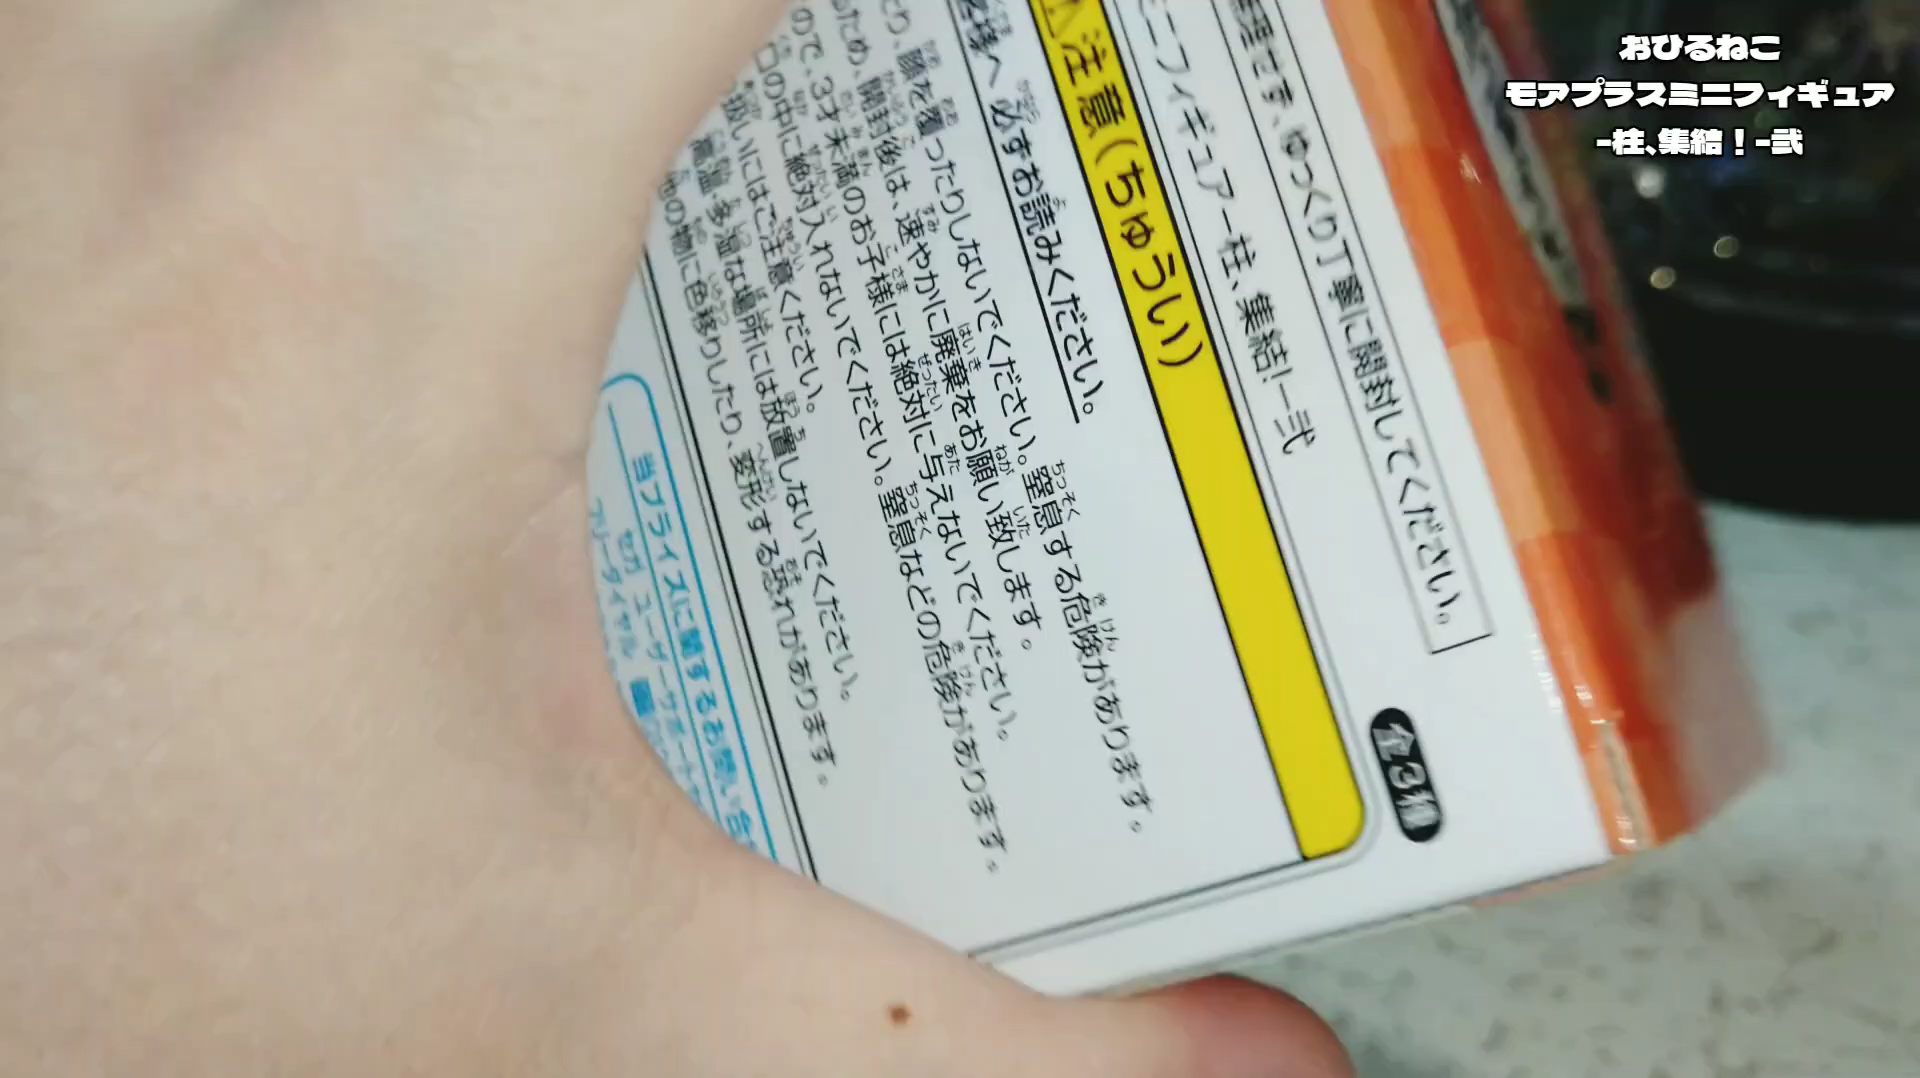 おひるねこ
モアプラスミニフィギュア
-柱、集結！-弐
せず、ゆっくり丁寧に開封してください。
ニフィギュアー柱、集結!ー弐
全3種
注意(ちゅうい)
様へ 必ずお読みください。
たり、顔を覆ったりしないでください。窒息する危険があります。
ため、開封後は、速やかに廃棄をお願い致します。
ので、3才未満のお子様には絶対に与えないでください。
口の中に絶対入れないでください。窒息などの危険があります。
扱いにはご注意ください。
高温多湿な場所には放置しないでください。
他の物に色移りしたり、変形する恐れがあります。
当プライズに関するお問い合
セガ ユーザーサポート
フリーダイヤル